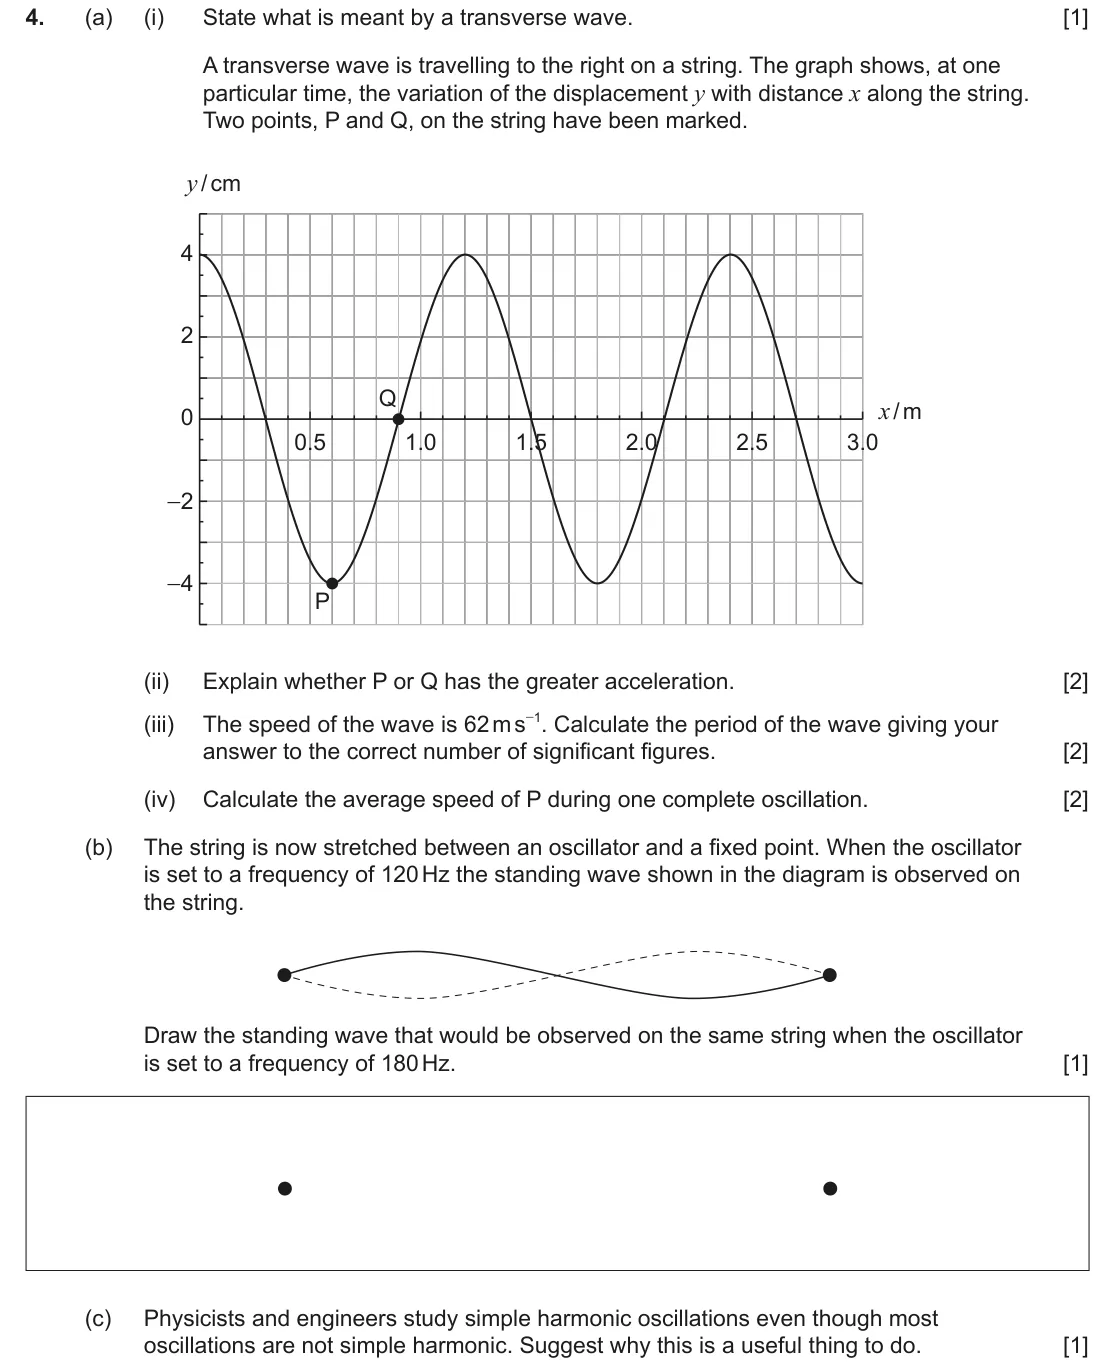 4. (a) (i) State what is meant by a transverse wave. [1]
A transverse wave is travelling to the right on a string. The graph shows, at one
particular time, the variation of the displacement y with distance x along the string.
Two points, P and Q, on the string have been marked.
y / cm
4
2
Q
0
x / m
0.5 1.0 1.5 2.0 2.5 3.0
−2
−4
P
(ii) Explain whether P or Q has the greater acceleration. [2]
(iii) The speed of the wave is 62 m s⁻¹. Calculate the period of the wave giving your
answer to the correct number of significant figures. [2]
(iv) Calculate the average speed of P during one complete oscillation. [2]
(b) The string is now stretched between an oscillator and a fixed point. When the oscillator
is set to a frequency of 120 Hz the standing wave shown in the diagram is observed on
the string.
Draw the standing wave that would be observed on the same string when the oscillator
is set to a frequency of 180 Hz. [1]
(c) Physicists and engineers study simple harmonic oscillations even though most
oscillations are not simple harmonic. Suggest why this is a useful thing to do. [1]